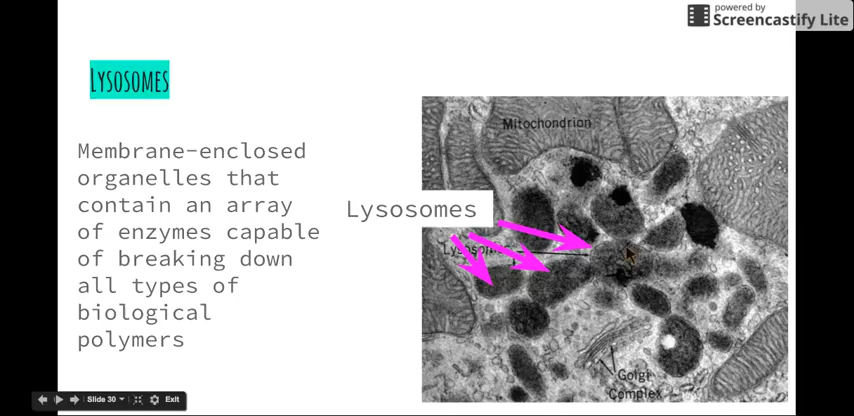 powered by
Screencastify Lite
LYSOSOMES
Membrane-enclosed
organelles that
contain an array
of enzymes capable
of breaking down
all types of
biological
polymers
Mitochondrion
Lysosomes
Lysosomes
Golgi
Complex
Slide 30
Exit